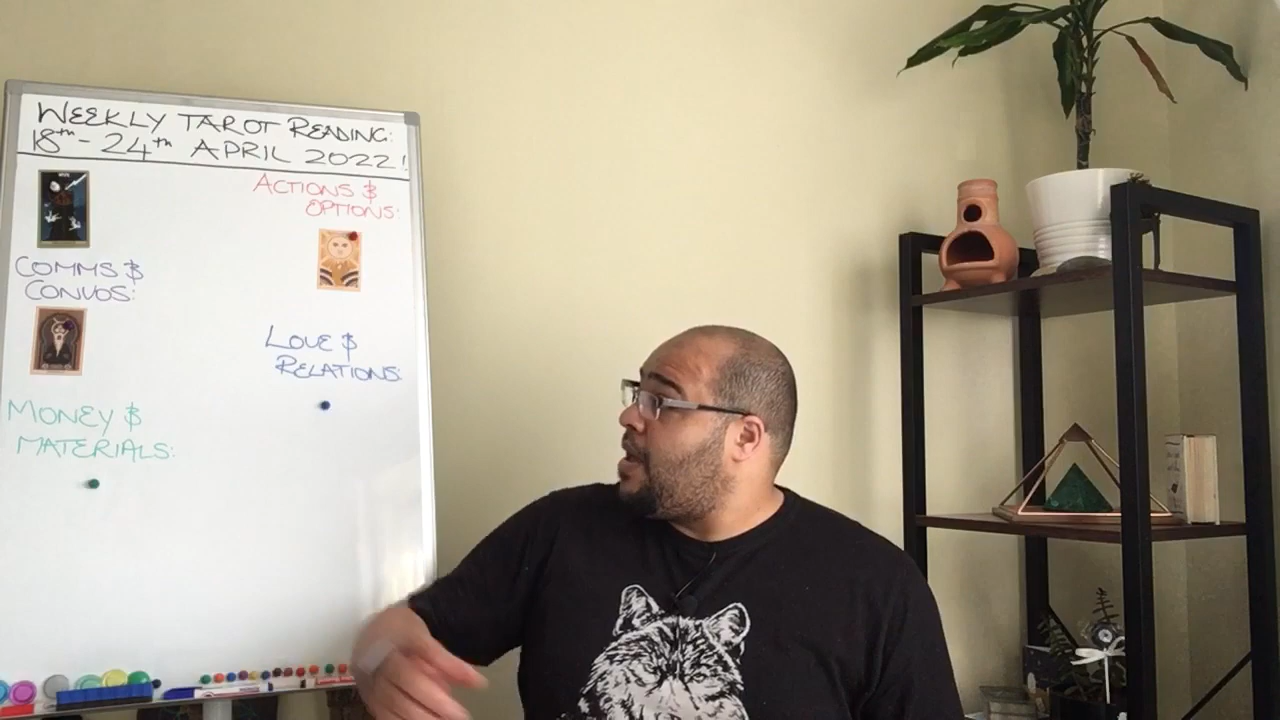 WEEKLY TAROT READING:
18th - 24th APRIL 2022!
ACTIONS &
OPTIONS:
COMMS &
CONVOS:
LOVE &
RELATIONS:
MONEY &
MATERIALS: